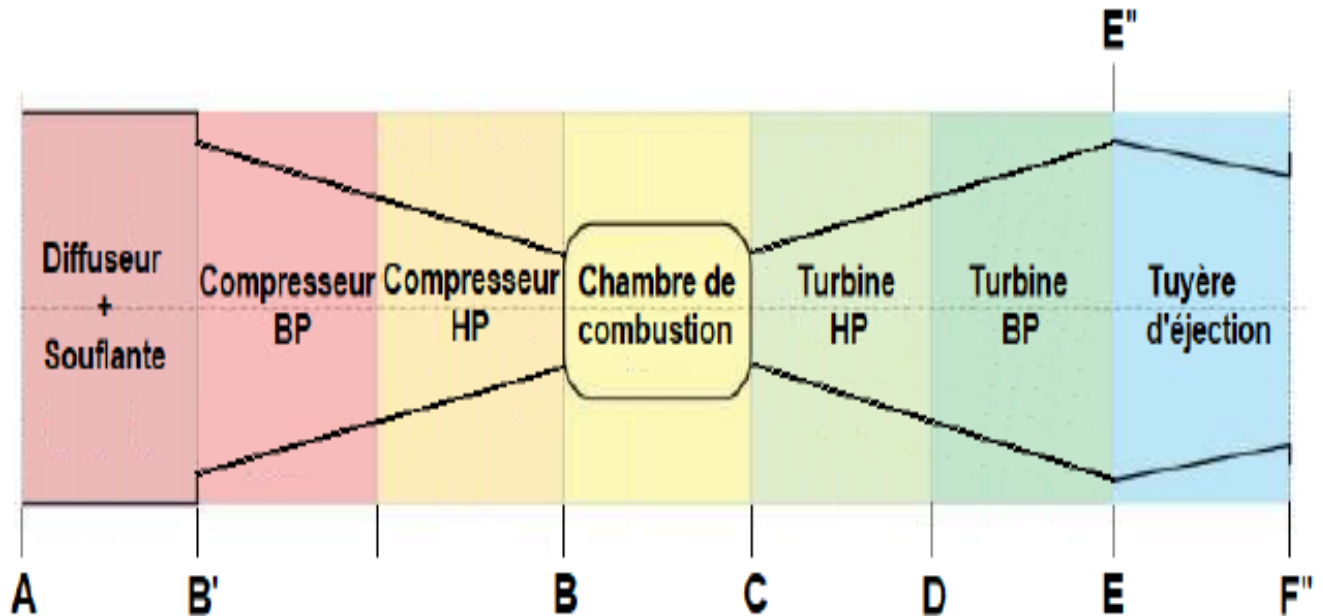 E"
Diffuseur
+
Souflante
Compresseur
BP
Compresseur
HP
Chambre de
combustion
Turbine
HP
Turbine
BP
Tuyère
d'éjection
A
B'
B
C
D
E
F"